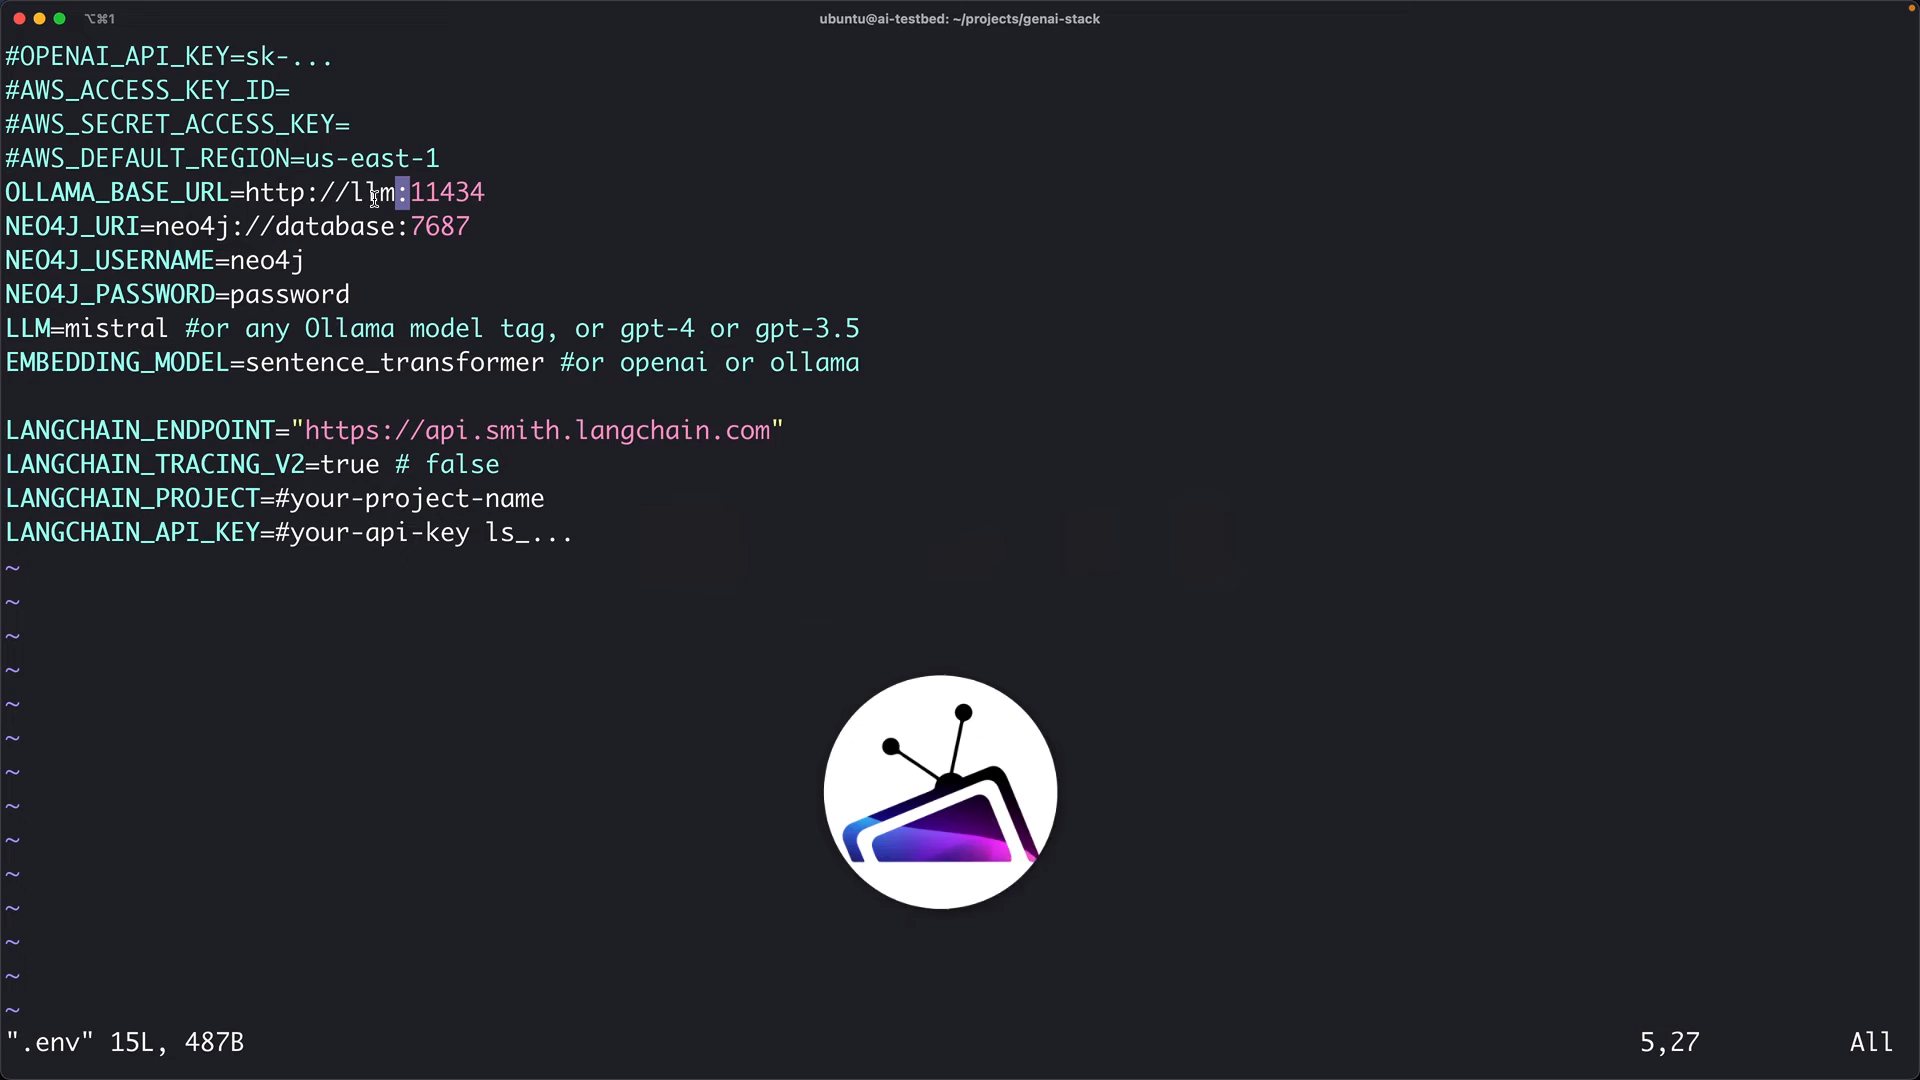 ⌥⌘1
ubuntu@ai-testbed: ~/projects/genai-stack
#OPENAI_API_KEY=sk-...
#AWS_ACCESS_KEY_ID=
#AWS_SECRET_ACCESS_KEY=
#AWS_DEFAULT_REGION=us-east-1
OLLAMA_BASE_URL=http://llm:11434
NEO4J_URI=neo4j://database:7687
NEO4J_USERNAME=neo4j
NEO4J_PASSWORD=password
LLM=mistral #or any Ollama model tag, or gpt-4 or gpt-3.5
EMBEDDING_MODEL=sentence_transformer #or openai or ollama
LANGCHAIN_ENDPOINT="https://api.smith.langchain.com"
LANGCHAIN_TRACING_V2=true # false
LANGCHAIN_PROJECT=#your-project-name
LANGCHAIN_API_KEY=#your-api-key ls_...
~
~
~
~
~
~
~
~
~
~
~
~
~
~
".env" 15L, 487B 5,27 All